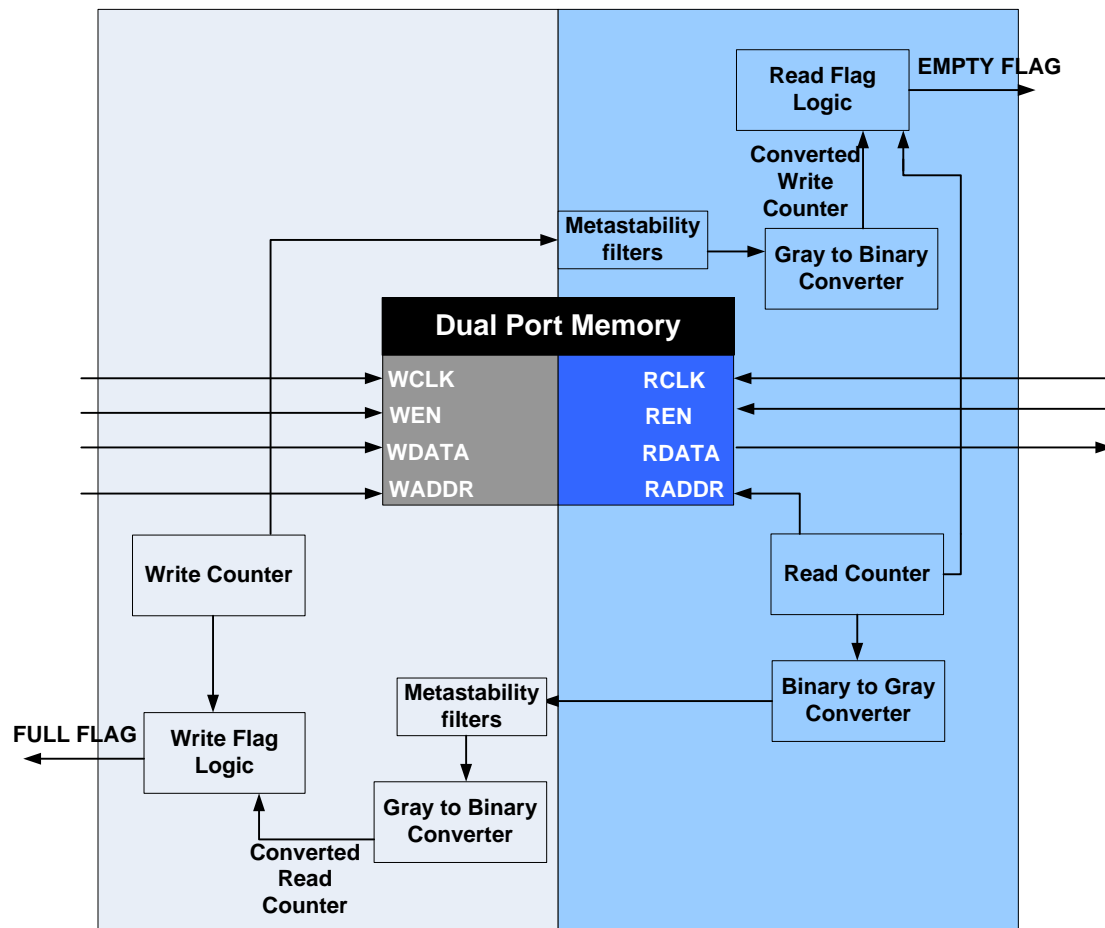 Read Flag
Logic
EMPTY FLAG
Converted
Write
Counter
Metastability
filters
Gray to Binary
Converter
Dual Port Memory
WCLK
RCLK
WEN
REN
WDATA
RDATA
WADDR
RADDR
Write Counter
Read Counter
Metastability
filters
Binary to Gray
Converter
FULL FLAG
Write Flag
Logic
Gray to Binary
Converter
Converted
Read
Counter